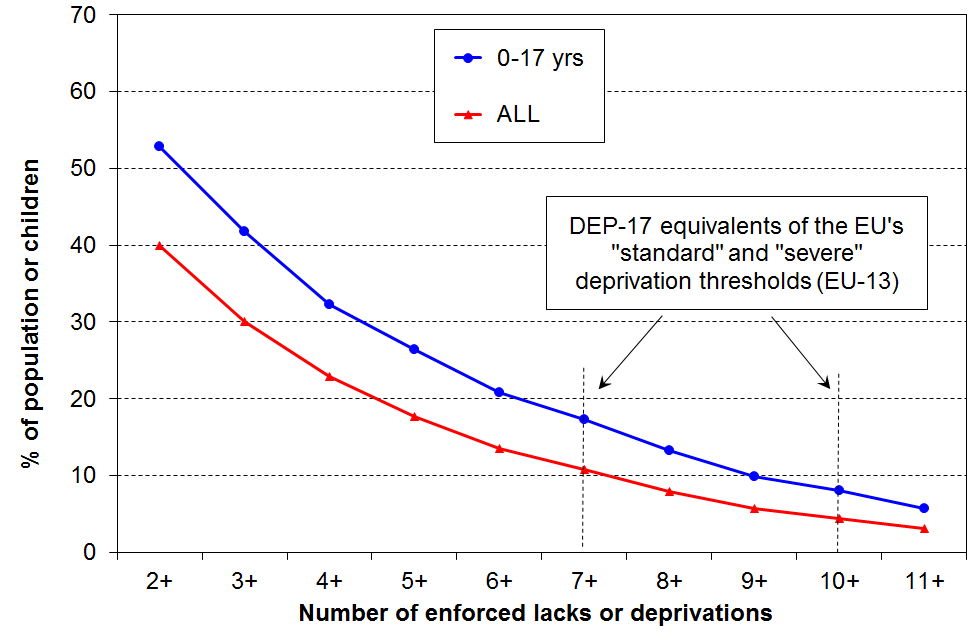 70
60
50
40
30
20
10
0
% of population or children
0-17 yrs
ALL
DEP-17 equivalents of the EU's
"standard" and "severe"
deprivation thresholds (EU-13)
2+ 3+ 4+ 5+ 6+ 7+ 8+ 9+ 10+ 11+
Number of enforced lacks or deprivations